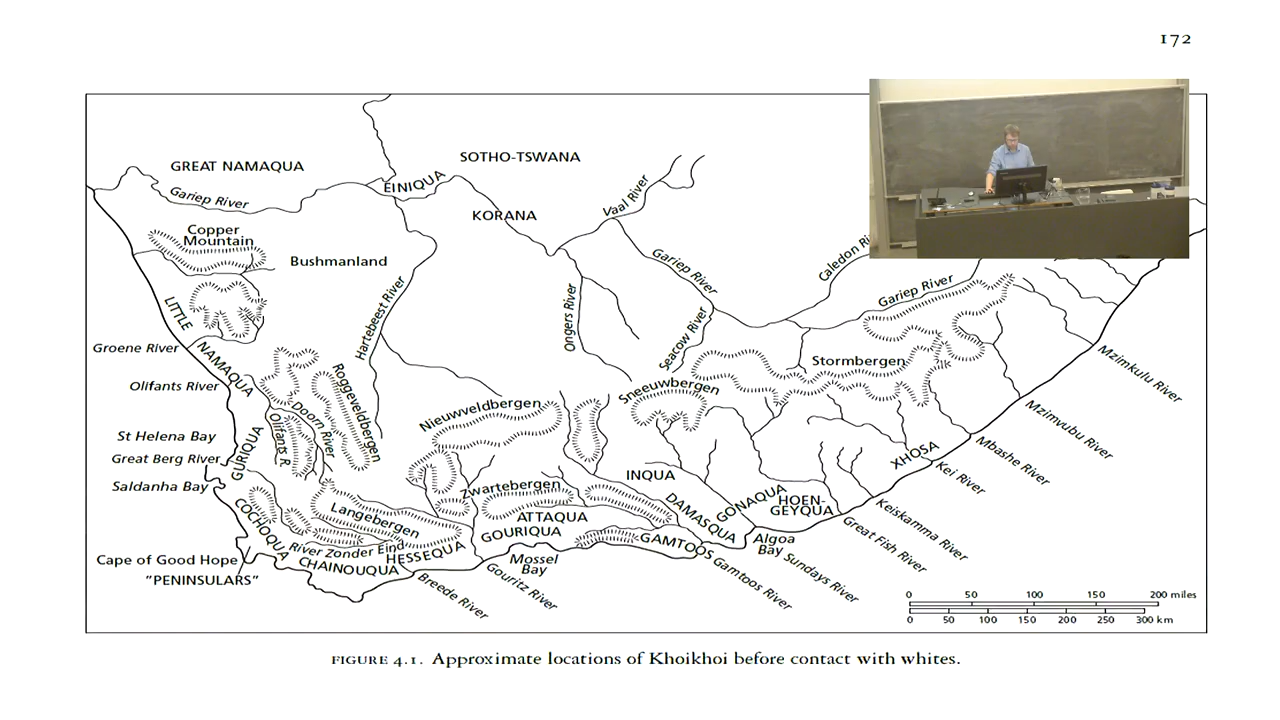 172
GREAT NAMAQUA
SOTHO-TSWANA
EINIQUA
Gariep River
KORANA
Vaal River
Copper
Mountain
Bushmanland
Gariep River
Caledon Ri
Gariep River
LITTLE
NAMAQUA
Hartebeest River
Ongers River
Seacow River
Groene River
Stormbergen
Mzimkulu River
Olifants River
Roggeveldbergen
Sneeuwbergen
Nieuwveldbergen
Doorn River
Olifants R.
Mzimvubu River
St Helena Bay
GURIQUA
Great Berg River
XHOSA
Mbashe River
Kei River
Saldanha Bay
INQUA
Zwartebergen
DAMASQUA
GONAQUA
HOEN-
GEYQUA
Keiskamma River
COCHOQUA
Langebergen
ATTAQUA
GOURIQUA
GAMTOOS
Great Fish River
Algoa
Bay
Sundays River
Gamtoos River
River Zonder Eind
HESSEQUA
CHAINOUQUA
Mossel
Bay
Gouritz River
Breede River
Cape of Good Hope
"PENINSULARS"
0 50 100 150 200 miles
0 50 100 150 200 250 300 km
FIGURE 4.1. Approximate locations of Khoikhoi before contact with whites.